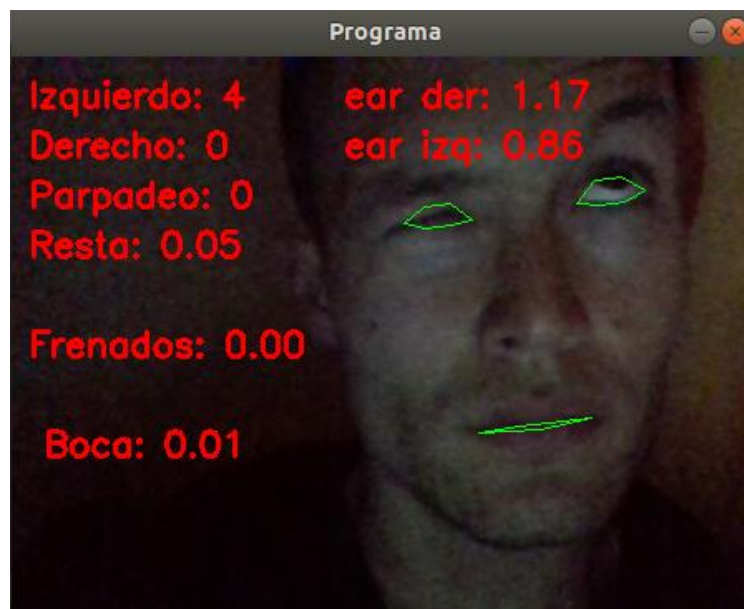 Programa
Izquierdo: 4 ear der: 1.17
Derecho: 0 ear izq: 0.86
Parpadeo: 0
Resta: 0.05
Frenados: 0.00
Boca: 0.01